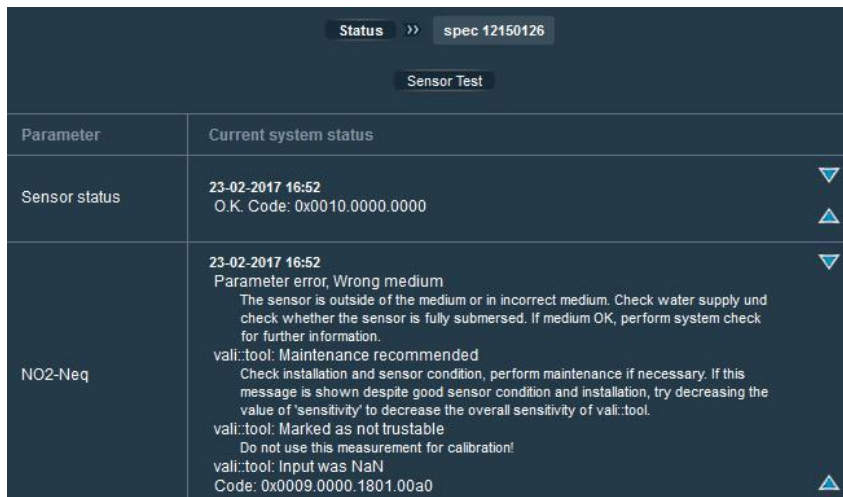 Status >> spec 12150126
Sensor Test
Parameter Current system status
Sensor status
23-02-2017 16:52
O.K. Code: 0x0010.0000.0000
NO2-Neq
23-02-2017 16:52
Parameter error, Wrong medium
The sensor is outside of the medium or in incorrect medium. Check water supply und
check whether the sensor is fully submersed. If medium OK, perform system check
for further information.
vali::tool: Maintenance recommended
Check installation and sensor condition, perform maintenance if necessary. If this
message is shown despite good sensor condition and installation, try decreasing the
value of 'sensitivity' to decrease the overall sensitivity of vali::tool.
vali::tool: Marked as not trustable
Do not use this measurement for calibration!
vali::tool: Input was NaN
Code: 0x0009.0000.1801.00a0